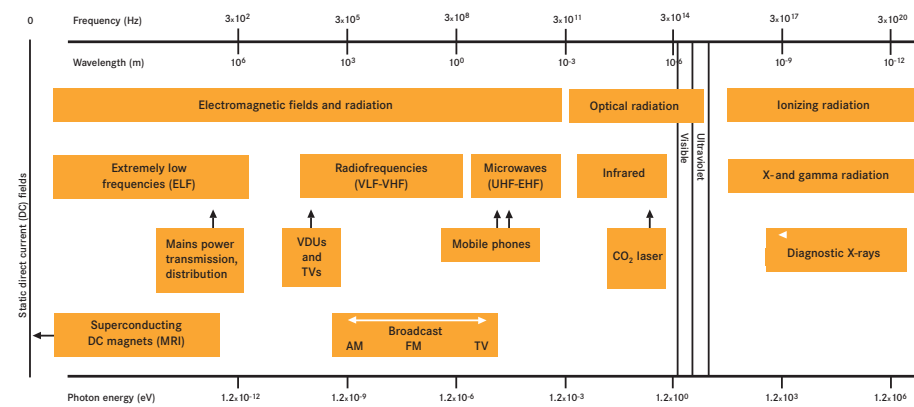 0 Frequency (Hz) 3x10² 3x10⁵ 3x10⁸ 3x10¹¹ 3x10¹⁴ 3x10¹⁷ 3x10²⁰
Wavelength (m) 10⁶ 10³ 10⁰ 10⁻³ 10⁻⁶ 10⁻⁹ 10⁻¹²
Electromagnetic fields and radiation
Optical radiation
Ionizing radiation
Visible
Ultraviolet
Static direct current (DC) fields
Extremely low
frequencies (ELF)
Radiofrequencies
(VLF-VHF)
Microwaves
(UHF-EHF)
Infrared
X-and gamma radiation
Mains power
transmission,
distribution
VDUs
and
TVs
Mobile phones
CO₂ laser
Diagnostic X-rays
Superconducting
DC magnets (MRI)
Broadcast
AM FM TV
Photon energy (eV) 1.2x10⁻¹² 1.2x10⁻⁹ 1.2x10⁻⁶ 1.2x10⁻³ 1.2x10⁰ 1.2x10³ 1.2x10⁶